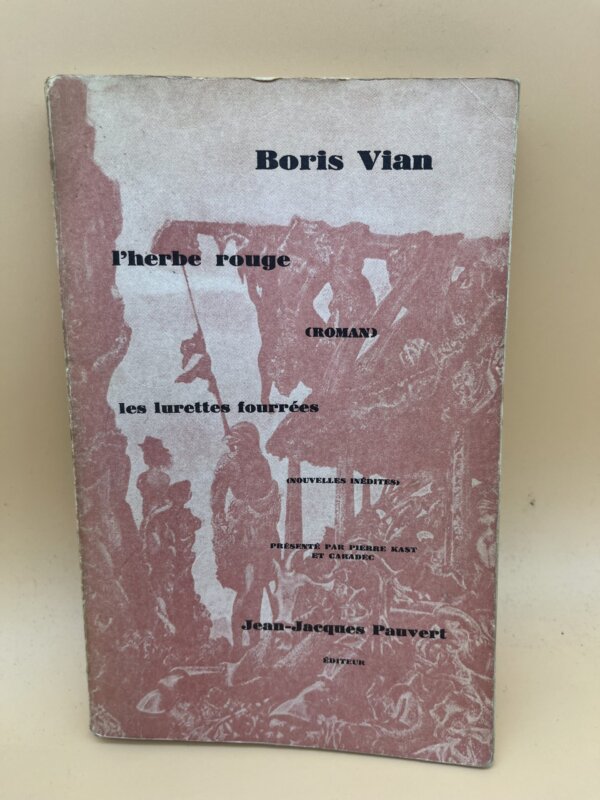 Boris Vian
l'herbe rouge
(ROMAN)
les lurettes fourrées
(NOUVELLES INÉDITES)
PRÉSENTÉ PAR PIERRE KAST
ET CARADEC
Jean-Jacques Pauvert
ÉDITEUR